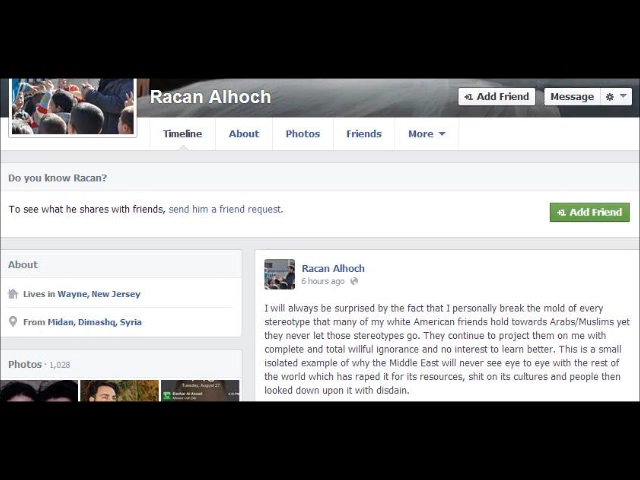 Racan Alhoch
+1 Add Friend
Message
Timeline
About
Photos
Friends
More
Do you know Racan?
To see what he shares with friends, send him a friend request.
+1 Add Friend
About
Lives in Wayne, New Jersey
From Midan, Dimashq, Syria
Photos · 1,028
Tuesday, August 27
Racan Alhoch
6 hours ago
I will always be surprised by the fact that I personally break the mold of every
stereotype that many of my white American friends hold towards Arabs/Muslims yet
they never let those stereotypes go. They continue to project them on me with
complete and total willful ignorance and no interest to learn better. This is a small
isolated example of why the Middle East will never see eye to eye with the rest of
the world which has raped it for its resources, shit on its cultures and people then
looked down upon it with disdain.